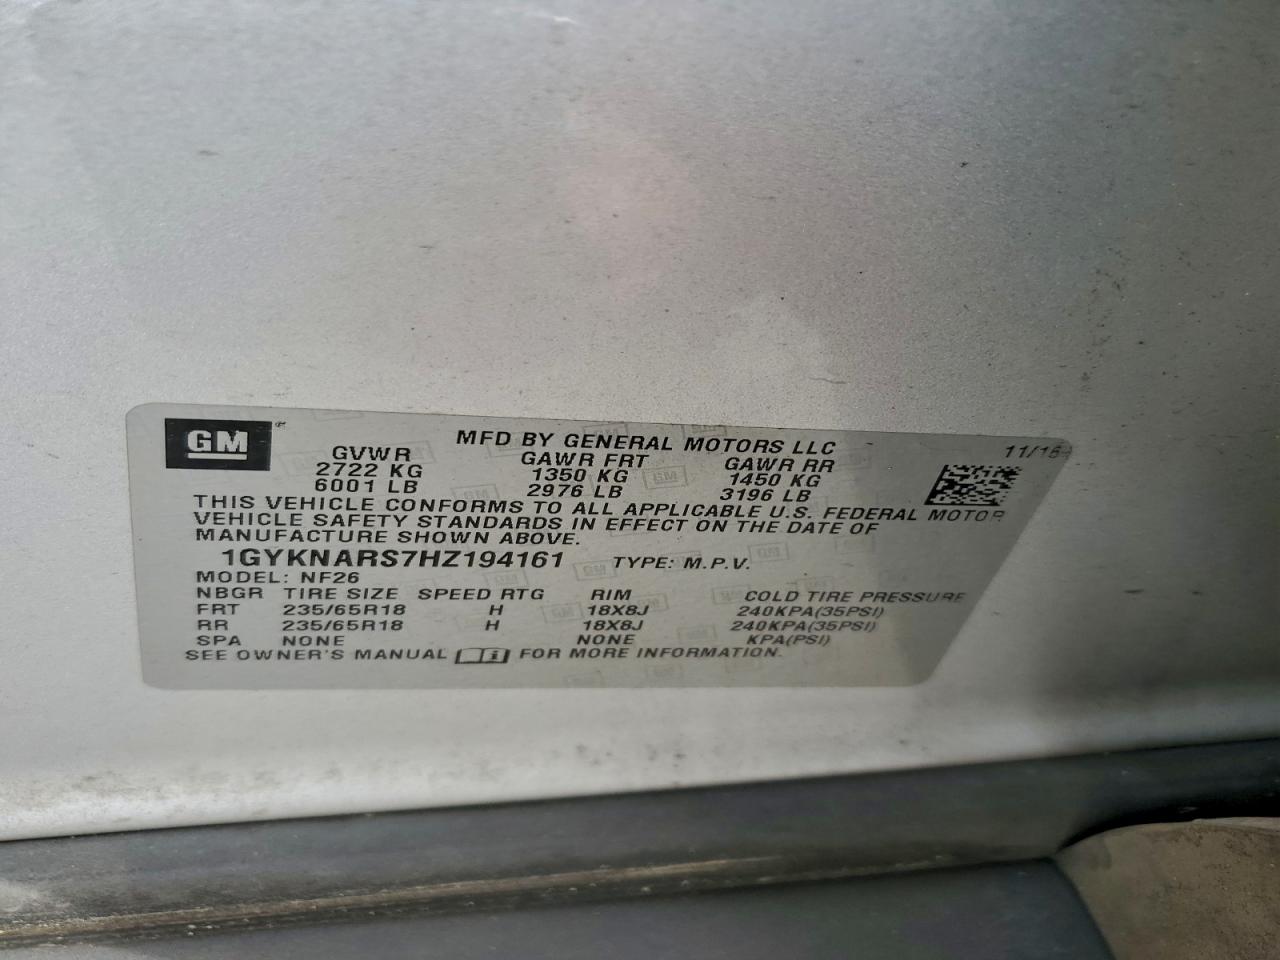 GM MFD BY GENERAL MOTORS LLC 11/16
GVWR GAWR FRT GAWR RR
2722 KG 1350 KG 1450 KG
6001 LB 2976 LB 3196 LB
THIS VEHICLE CONFORMS TO ALL APPLICABLE U.S. FEDERAL MOTOR
VEHICLE SAFETY STANDARDS IN EFFECT ON THE DATE OF
MANUFACTURE SHOWN ABOVE.
1GYKNARS7HZ194161 TYPE: M.P.V.
MODEL: NF26
NBGR TIRE SIZE SPEED RTG RIM COLD TIRE PRESSURE
FRT 235/65R18 H 18X8J 240KPA(35PSI)
RR 235/65R18 H 18X8J 240KPA(35PSI)
SPA NONE NONE KPA(PSI)
SEE OWNER'S MANUAL FOR MORE INFORMATION.